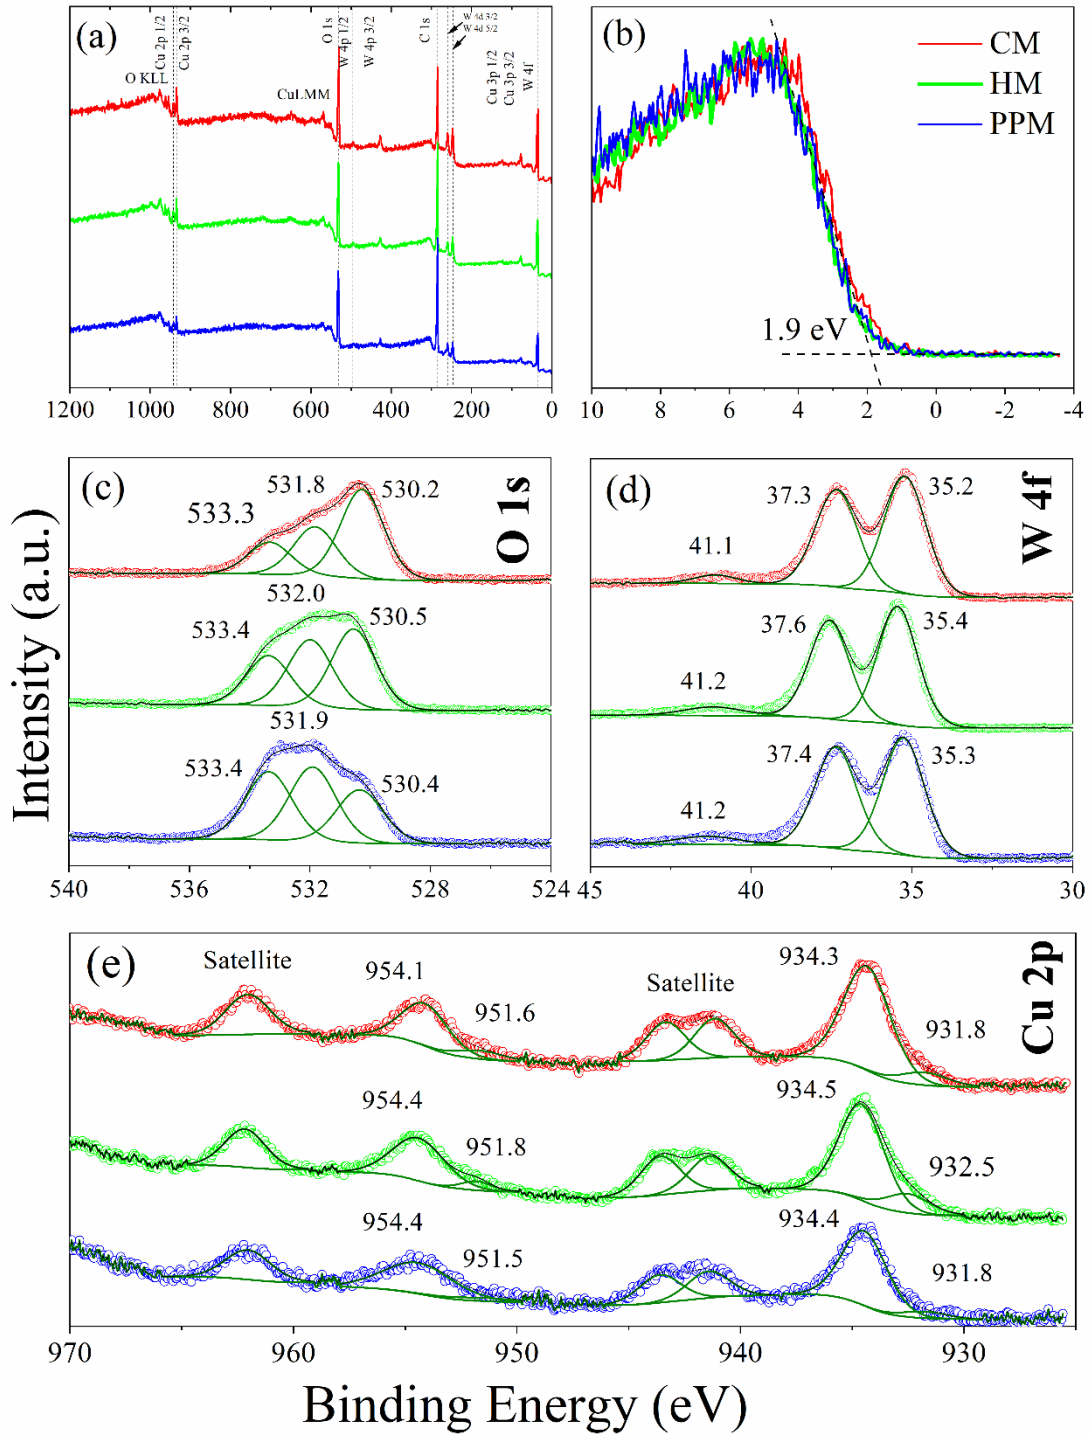 (a)
O KLL
Cu 2p 1/2
Cu 2p 3/2
CuLMM
O 1s
W 4p 1/2
W 4p 3/2
C 1s
W 4d 3/2
W 4d 5/2
Cu 3p 1/2
Cu 3p 3/2
W 4f
1200 1000 800 600 400 200 0
(b)
CM
HM
PPM
1.9 eV
10 8 6 4 2 0 -2 -4
(c)
O 1s
533.3 531.8 530.2
533.4 532.0 530.5
533.4 531.9 530.4
540 536 532 528 524
(d)
W 4f
41.1 37.3 35.2
41.2 37.6 35.4
41.2 37.4 35.3
45 40 35 30
(e)
Cu 2p
Satellite 954.1 951.6 Satellite 934.3 931.8
954.4 951.8 934.5 932.5
954.4 951.5 934.4 931.8
970 960 950 940 930
Intensity (a.u.)
Binding Energy (eV)